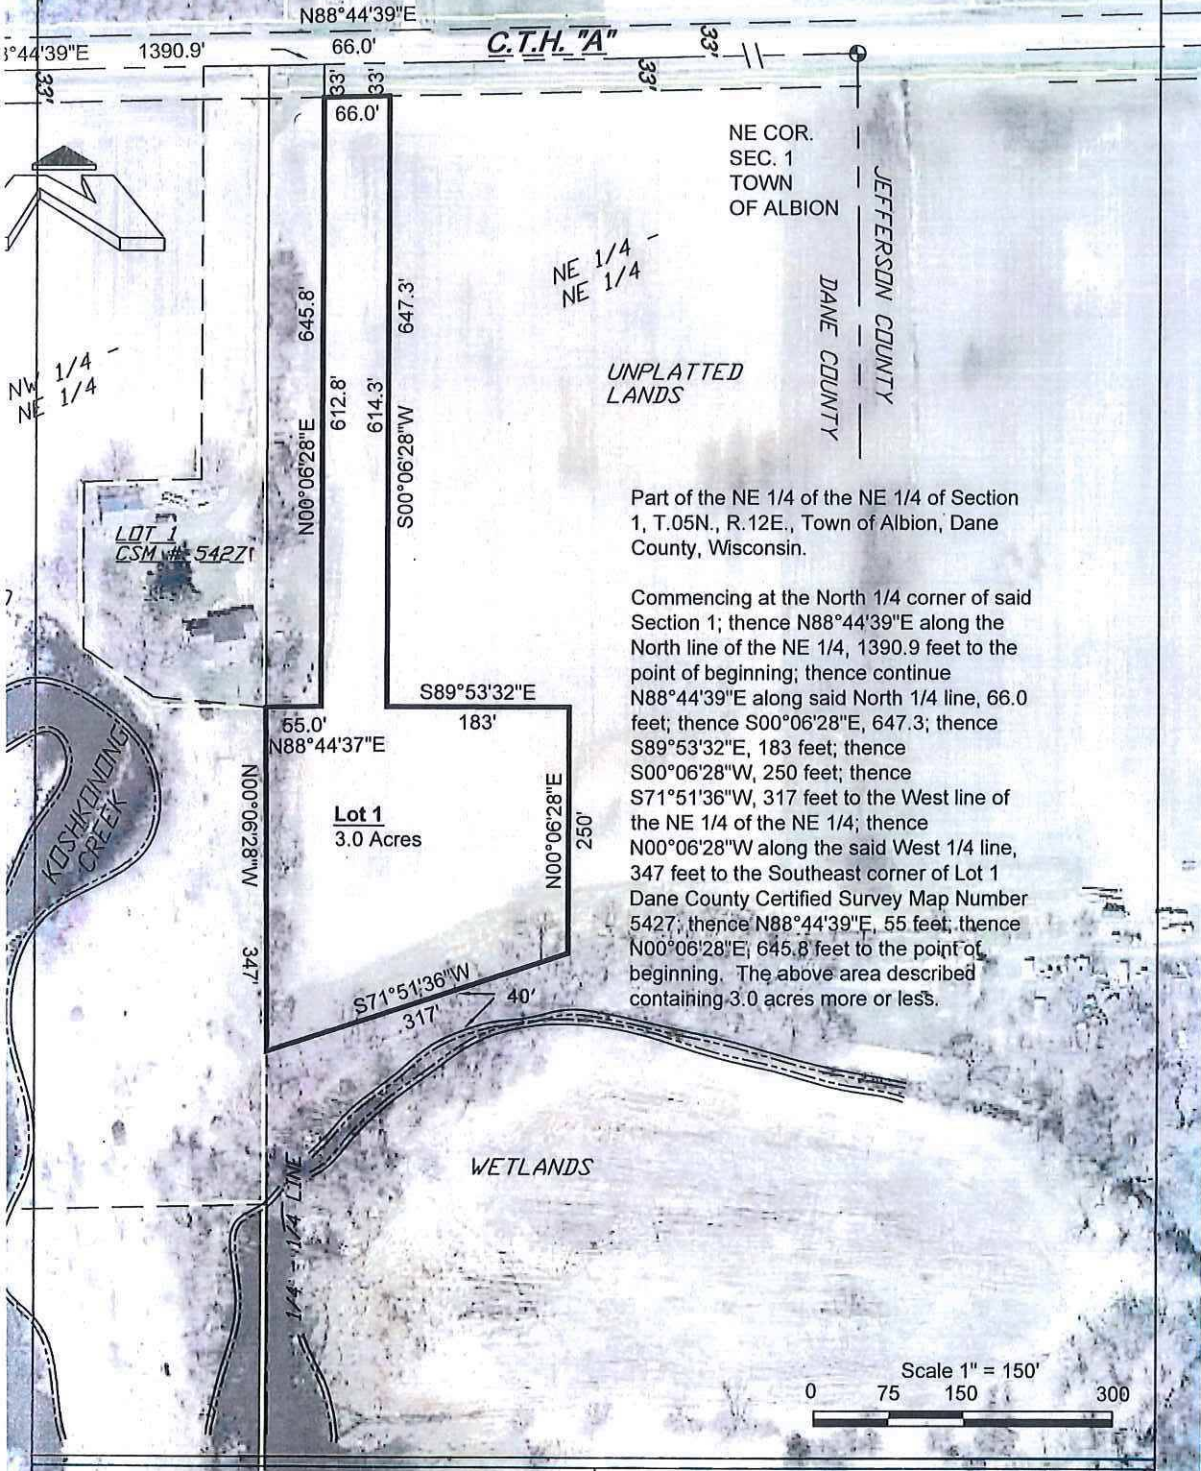 N88°44'39"E
°44'39"E 1390.9' 66.0' C.T.H. "A" 33'
33' 33' 33' 33'
66.0'
NE COR.
SEC. 1
TOWN
OF ALBION
JEFFERSON COUNTY
DANE COUNTY
NE 1/4 -
NE 1/4
NW 1/4 -
NE 1/4
645.8'
647.3'
612.8'
614.3'
N00°06'28"E
S00°06'28"W
UNPLATTED
LANDS
LOT 1
CSM # 5427
Part of the NE 1/4 of the NE 1/4 of Section
1, T.05N., R.12E., Town of Albion, Dane
County, Wisconsin.
Commencing at the North 1/4 corner of said
Section 1; thence N88°44'39"E along the
North line of the NE 1/4, 1390.9 feet to the
point of beginning; thence continue
N88°44'39"E along said North 1/4 line, 66.0
feet; thence S00°06'28"E, 647.3; thence
S89°53'32"E, 183 feet; thence
S00°06'28"W, 250 feet; thence
S71°51'36"W, 317 feet to the West line of
the NE 1/4 of the NE 1/4; thence
N00°06'28"W along the said West 1/4 line,
347 feet to the Southeast corner of Lot 1
Dane County Certified Survey Map Number
5427; thence N88°44'39"E, 55 feet; thence
N00°06'28"E, 645.8 feet to the point of
beginning. The above area described
containing 3.0 acres more or less.
S89°53'32"E
183'
55.0'
N88°44'37"E
KOSHKONONG
CREEK
N00°06'28"W 347'
Lot 1
3.0 Acres
N00°06'28"E
250'
S71°51'36"W
317'
40'
WETLANDS
1/4 - 1/4 LINE
Scale 1" = 150'
0 75 150 300